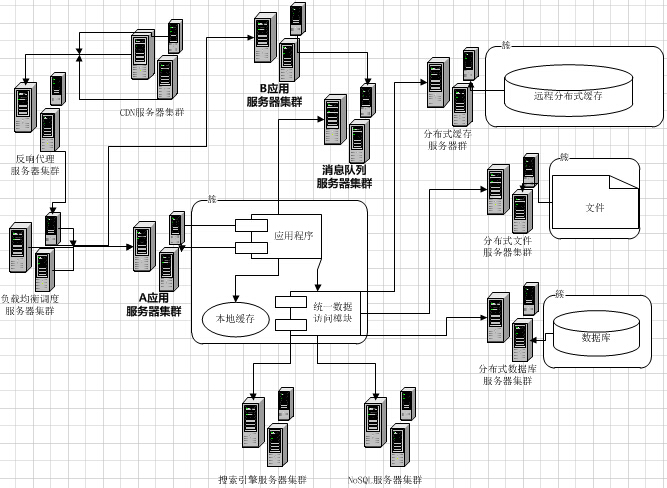 CDN服务器集群
反响代理
服务器集群
B应用
服务器集群
消息队列
服务器集群
分布式缓存
服务器群
簇
远程分布式缓存
负载均衡调度
服务器集群
A应用
服务器集群
簇
应用程序
本地缓存
统一数据
访问模块
分布式文件
服务器集群
簇
文件
分布式数据库
服务器集群
簇
数据库
搜索引擎服务器集群
NoSQL服务器集群